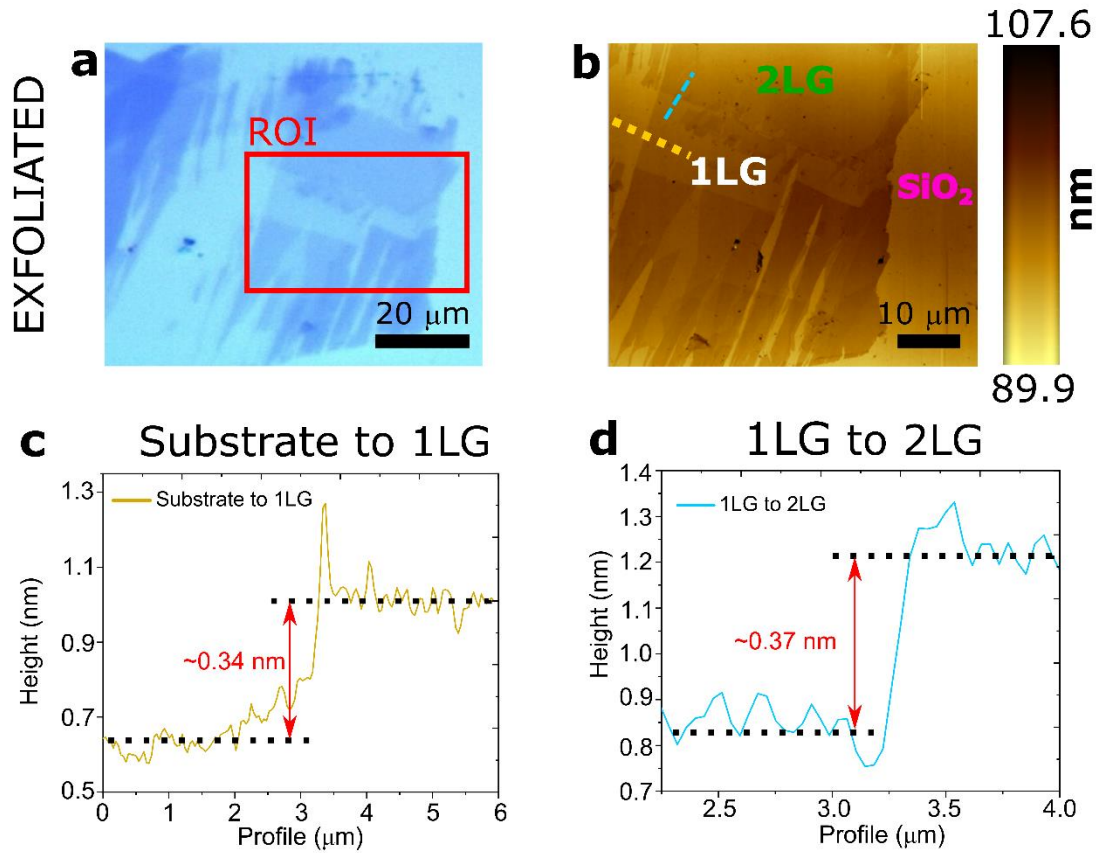 EXFOLIATED
a
ROI
20 μm
b
2LG
1LG
SiO₂
10 μm
107.6
nm
89.9
c Substrate to 1LG
Substrate to 1LG
1.3
1.1
0.9
0.7
0.5
Height (nm)
~0.34 nm
0 1 2 3 4 5 6
Profile (μm)
d 1LG to 2LG
1LG to 2LG
1.4
1.3
1.2
1.1
1.0
0.9
0.8
0.7
Height (nm)
~0.37 nm
2.5 3.0 3.5 4.0
Profile (μm)